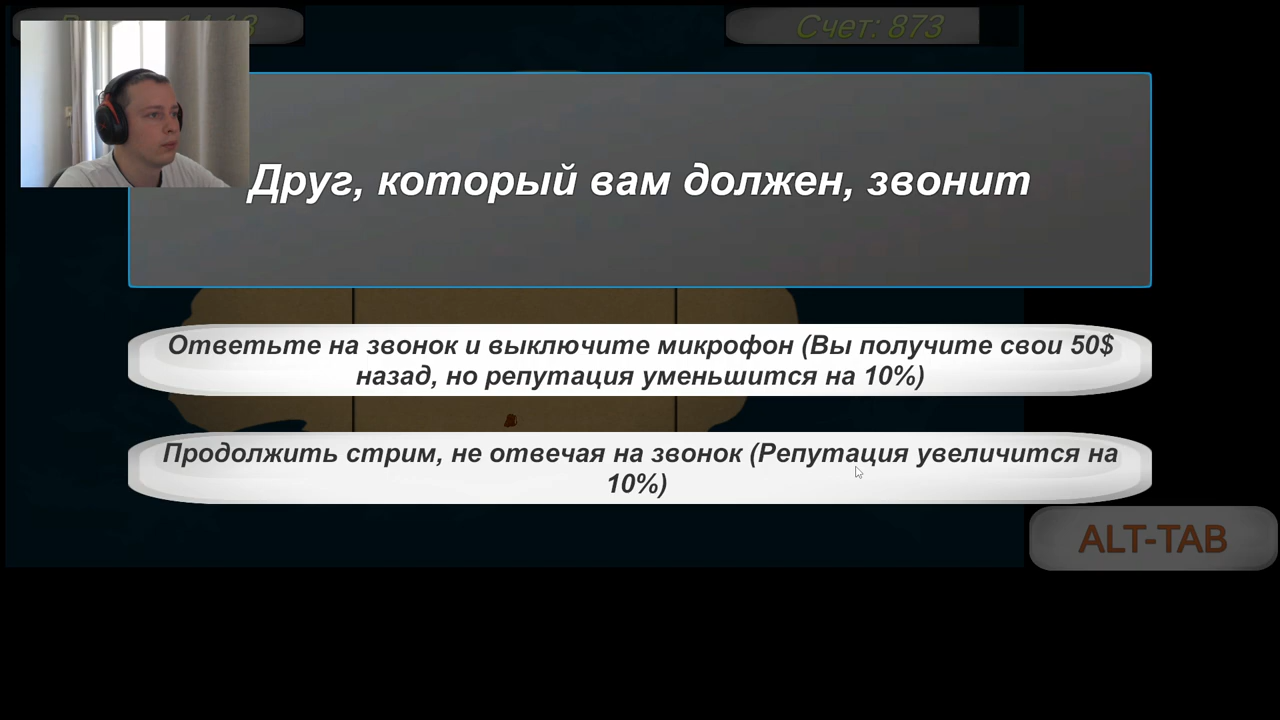 Счет: 873
Друг, который вам должен, звонит
Ответьте на звонок и выключите микрофон (Вы получите свои 50$
назад, но репутация уменьшится на 10%)
Продолжить стрим, не отвечая на звонок (Репутация увеличится на
10%)
ALT-TAB